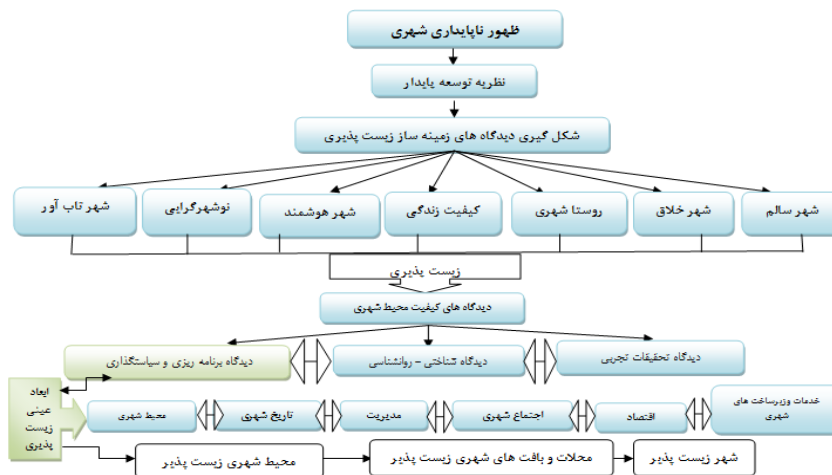 ظهور ناپایداری شهری
نظریه توسعه پایدار
شکل گیری دیدگاه های زمینه ساز زیست پذیری
شهر سالم
شهر خلاق
روستا شهری
کیفیت زندگی
شهر هوشمند
نوشهرگرایی
شهر تاب آور
زیست پذیری
دیدگاه های کیفیت محیط شهری
دیدگاه تحقیقات تجربی
دیدگاه شناختی - روانشناسی
دیدگاه برنامه ریزی و سیاستگذاری
ابعاد
عینی
زیست
پذیری
خدمات وزیرساخت های
شهری
اقتصاد
اجتماع شهری
مدیریت
تاریخ شهری
محیط شهری
شهر زیست پذیر
محلات و بافت های شهری زیست پذیر
محیط شهری زیست پذیر